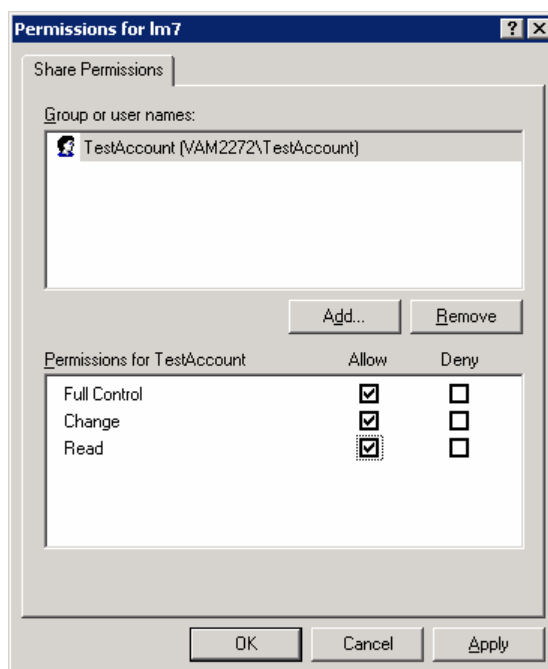 Permissions for lm7
Share Permissions
Group or user names:
TestAccount (VAM2272\TestAccount)
Add... Remove
Permissions for TestAccount Allow Deny
Full Control
Change
Read
OK Cancel Apply